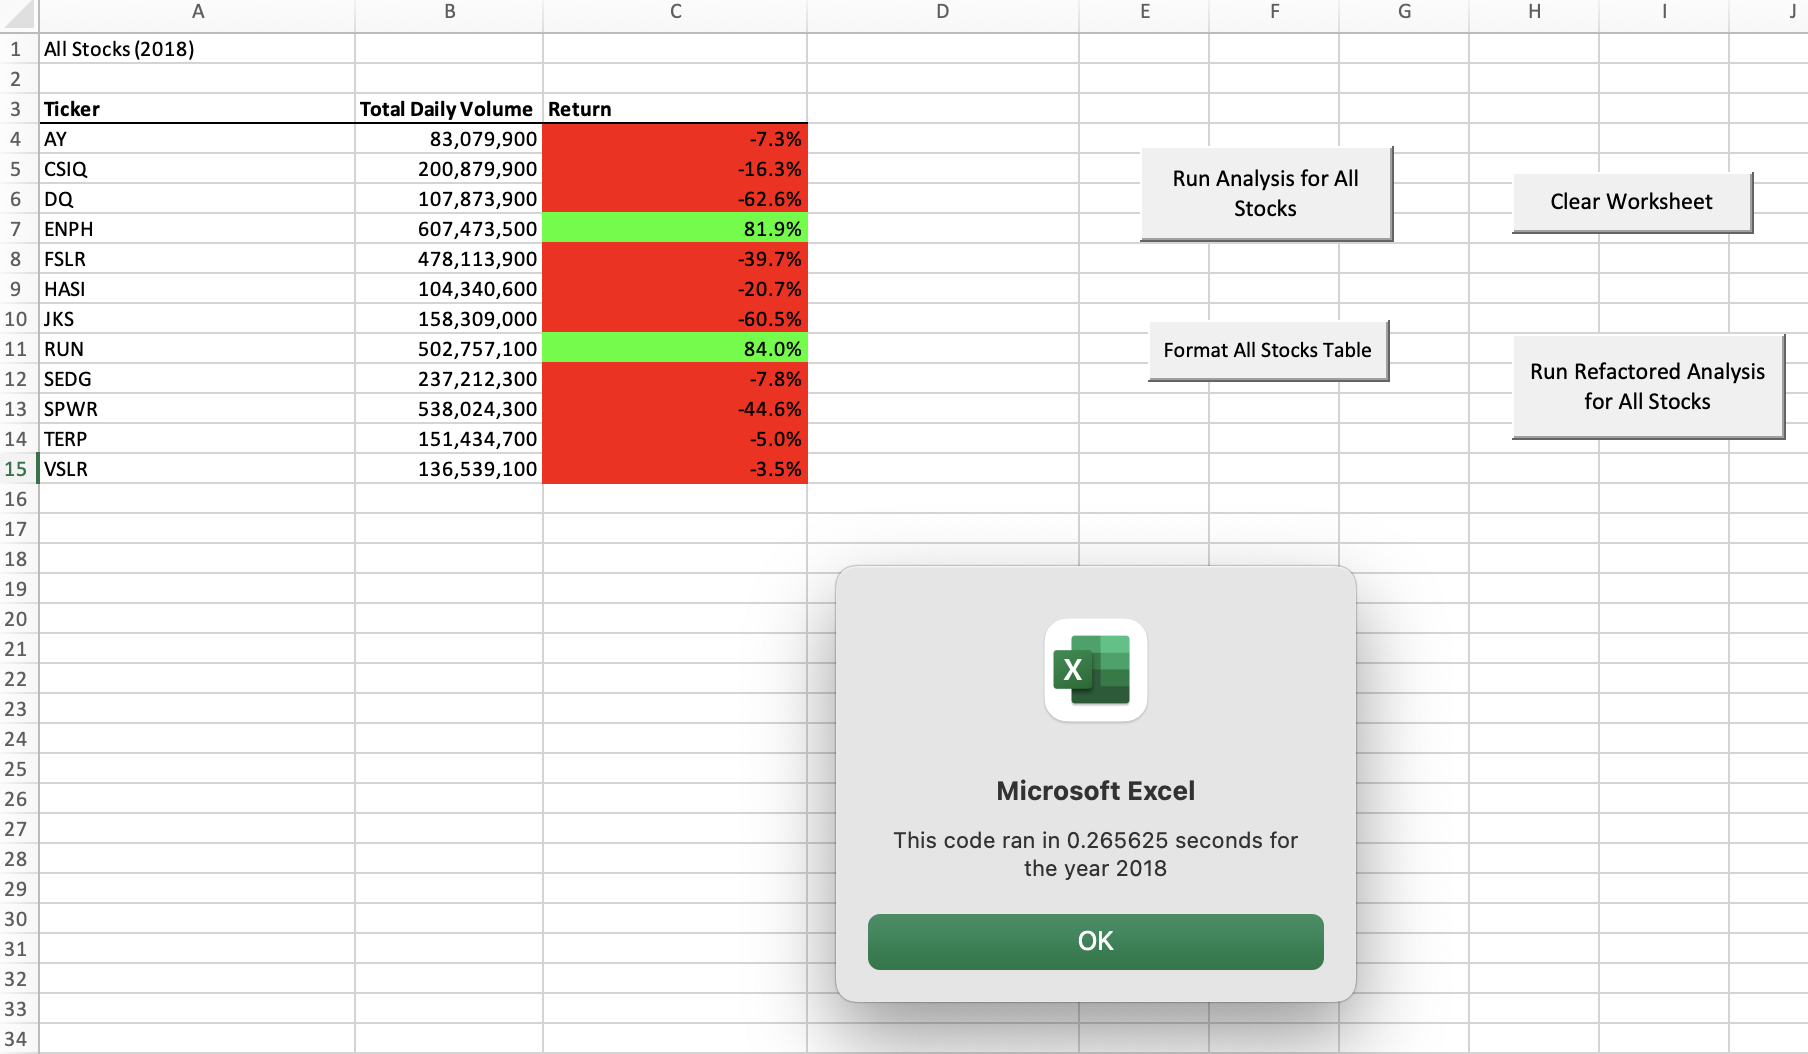 A B C D E F G H I J
1 All Stocks (2018)
2
3 Ticker Total Daily Volume Return
4 AY 83,079,900 -7.3%
5 CSIQ 200,879,900 -16.3%
6 DQ 107,873,900 -62.6%
7 ENPH 607,473,500 81.9%
8 FSLR 478,113,900 -39.7%
9 HASI 104,340,600 -20.7%
10 JKS 158,309,000 -60.5%
11 RUN 502,757,100 84.0%
12 SEDG 237,212,300 -7.8%
13 SPWR 538,024,300 -44.6%
14 TERP 151,434,700 -5.0%
15 VSLR 136,539,100 -3.5%
16
17
18
19
20
21
22
23
24
25
26
27
28
29
30
31
32
33
34
Run Analysis for All
Stocks
Clear Worksheet
Format All Stocks Table
Run Refactored Analysis
for All Stocks
X
Microsoft Excel
This code ran in 0.265625 seconds for
the year 2018
OK